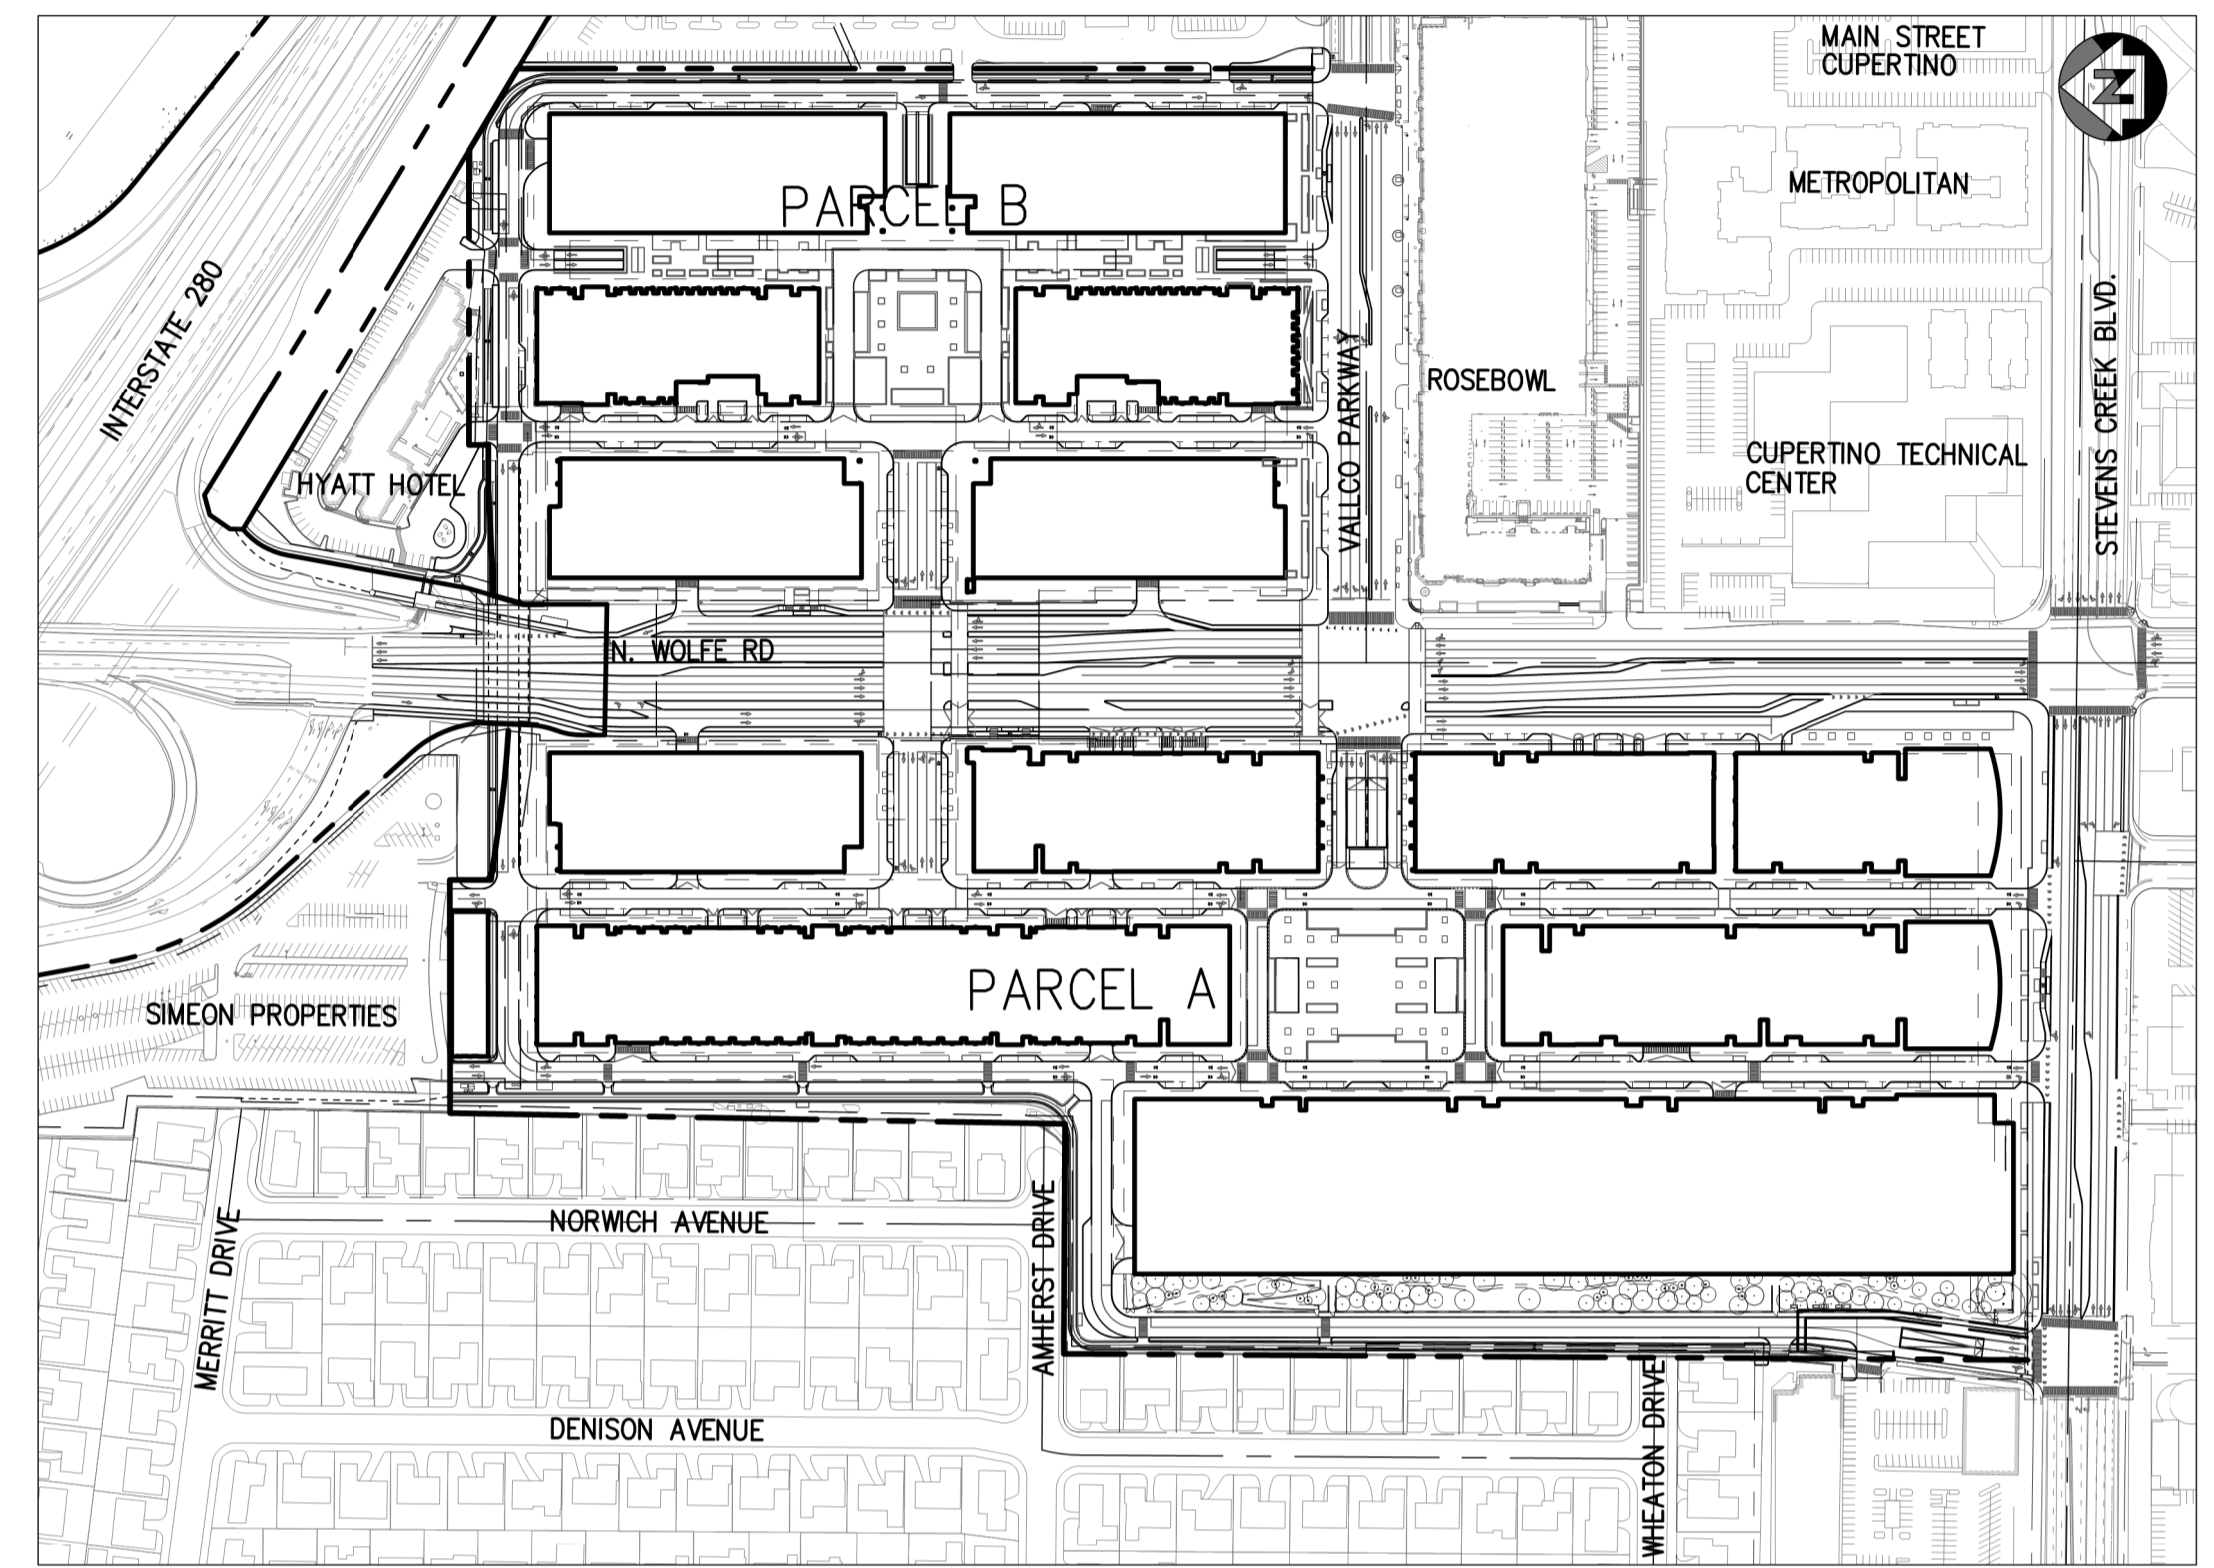 MAIN STREET
CUPERTINO
N
PARCEL B
METROPOLITAN
INTERSTATE 280
HYATT HOTEL
VALLCO PARKWAY
ROSEBOWL
CUPERTINO TECHNICAL
CENTER
STEVENS CREEK BLVD.
N. WOLFE RD
PARCEL A
SIMEON PROPERTIES
MERRITT DRIVE
NORWICH AVENUE
AMHERST DRIVE
DENISON AVENUE
WHEATON DRIVE